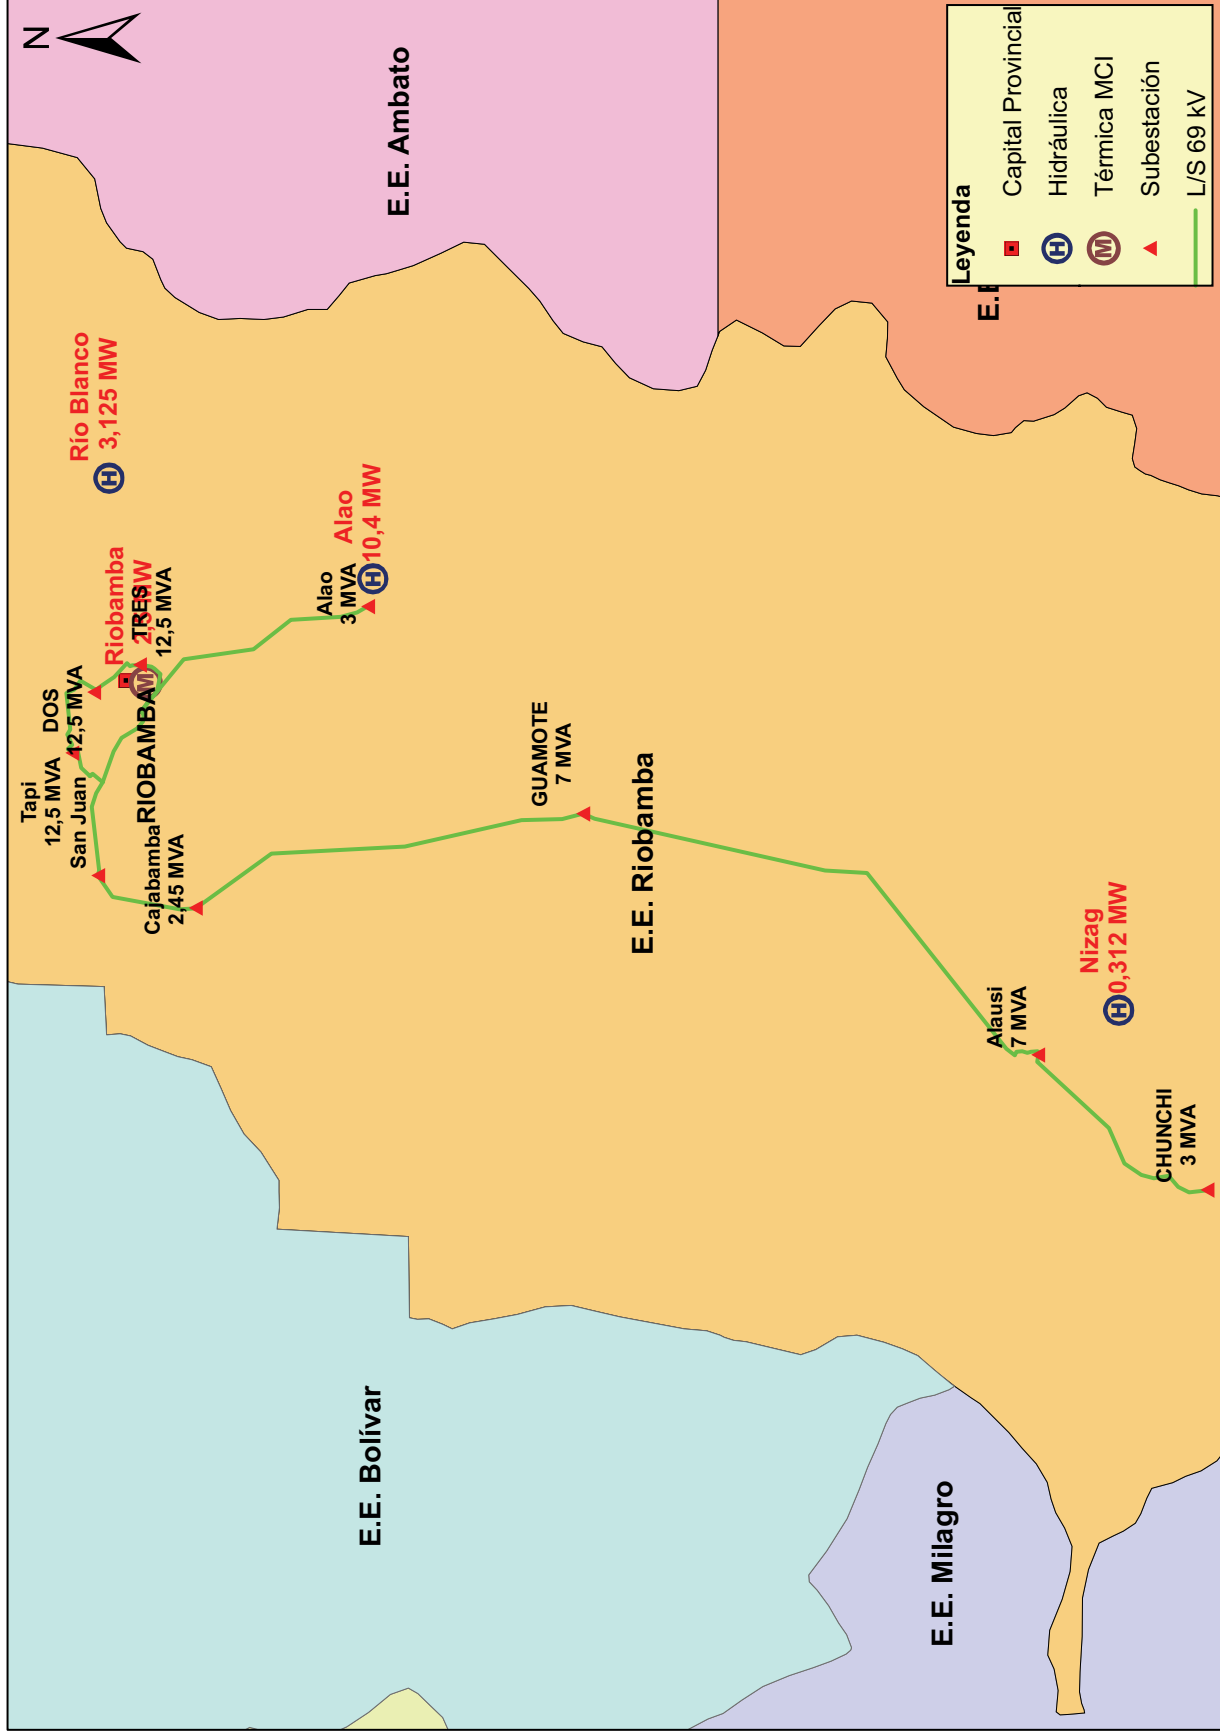 N
E.E. Ambato
Río Blanco
3,125 MW
Riobamba
2,5 MW
TRES
12,5 MVA
Alao
10,4 MW
Alao
3 MVA
DOS
12,5 MVA
Tapi
12,5 MVA
San Juan
RIOBAMBA
Cajabamba
2,45 MVA
GUAMOTE
7 MVA
E.E. Riobamba
Nizag
0,312 MW
Alausi
7 MVA
CHUNCHI
3 MVA
E.E. Bolívar
E.E. Milagro
Leyenda
Capital Provincial
H Hidráulica
M Térmica MCI
Subestación
L/S 69 kV
H
H
M
H